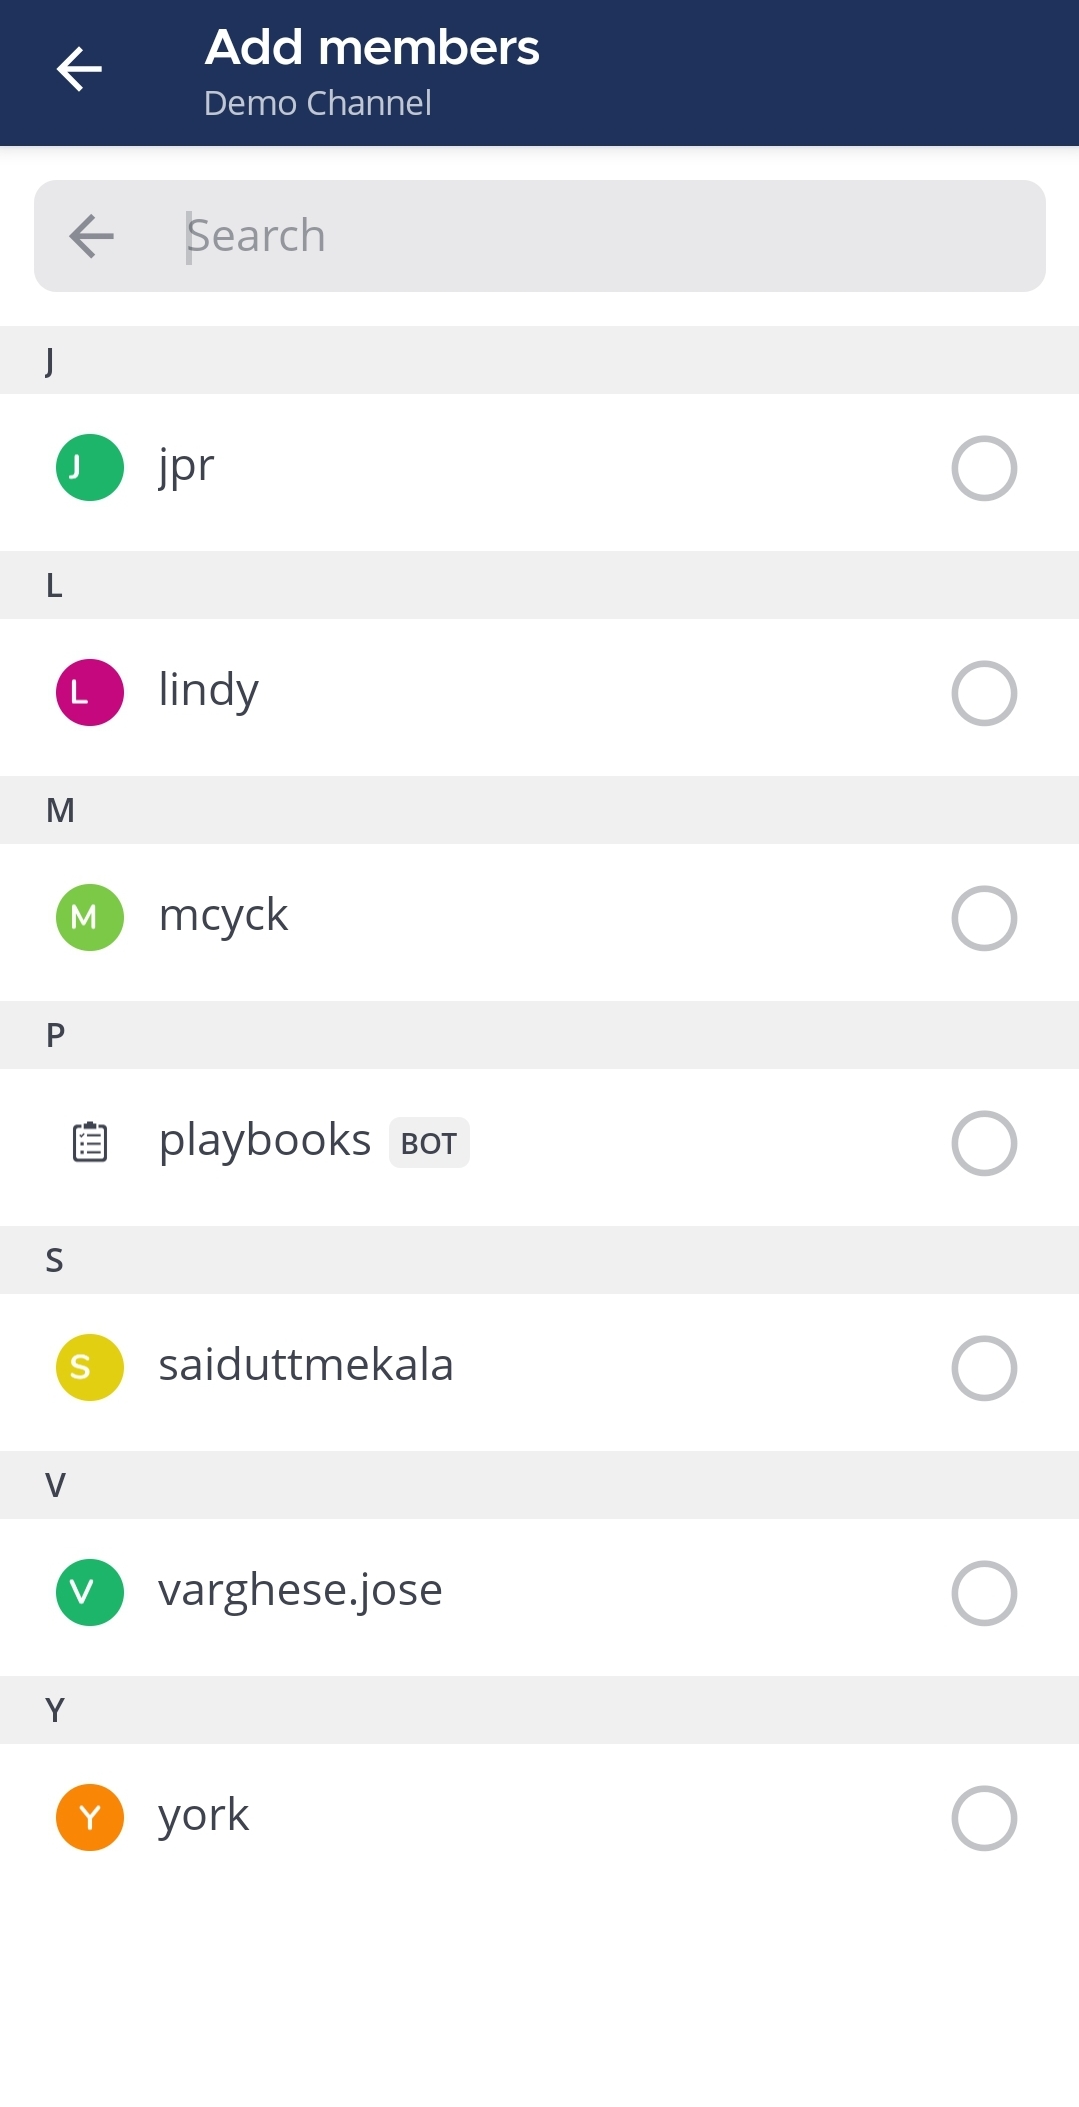 Add members
Demo Channel
Search
J
J jpr
L
L lindy
M
M mcyck
P
playbooks BOT
S
S saiduttmekala
V
V varghese.jose
Y
Y york